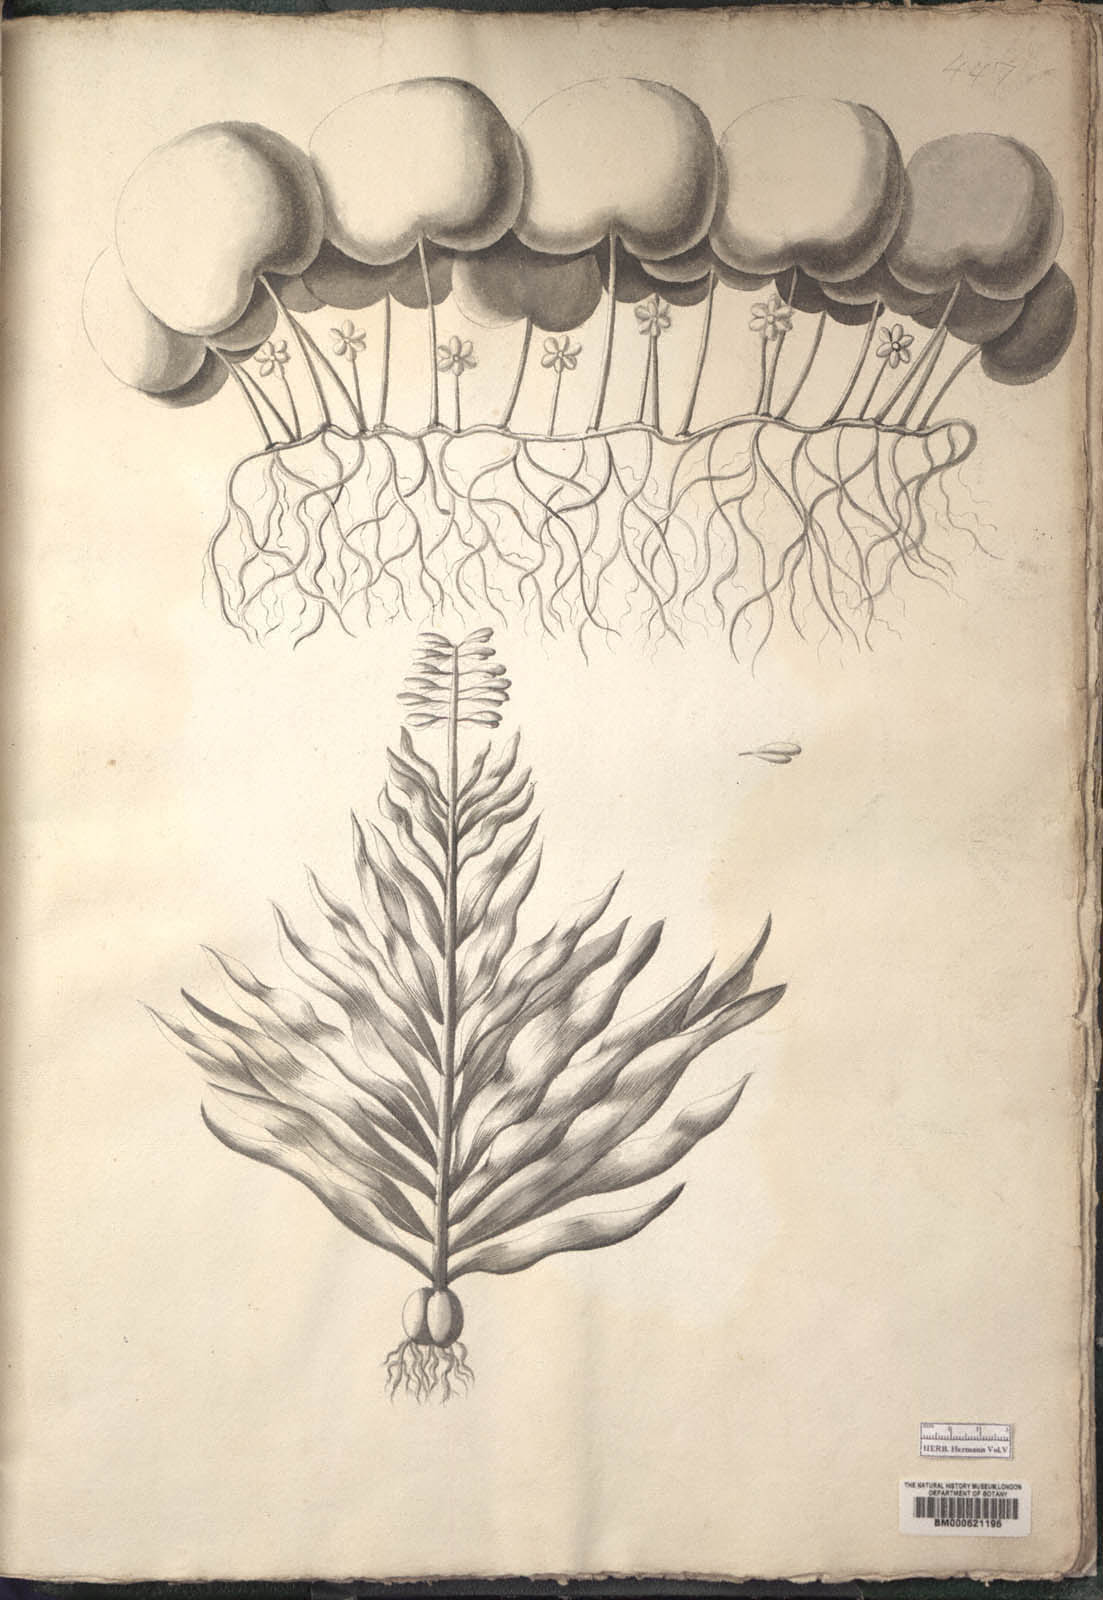 447
HERB. Hermann Vol.V
THE NATURAL HISTORY MUSEUM, LONDON
DEPARTMENT OF BOTANY
BM000621196